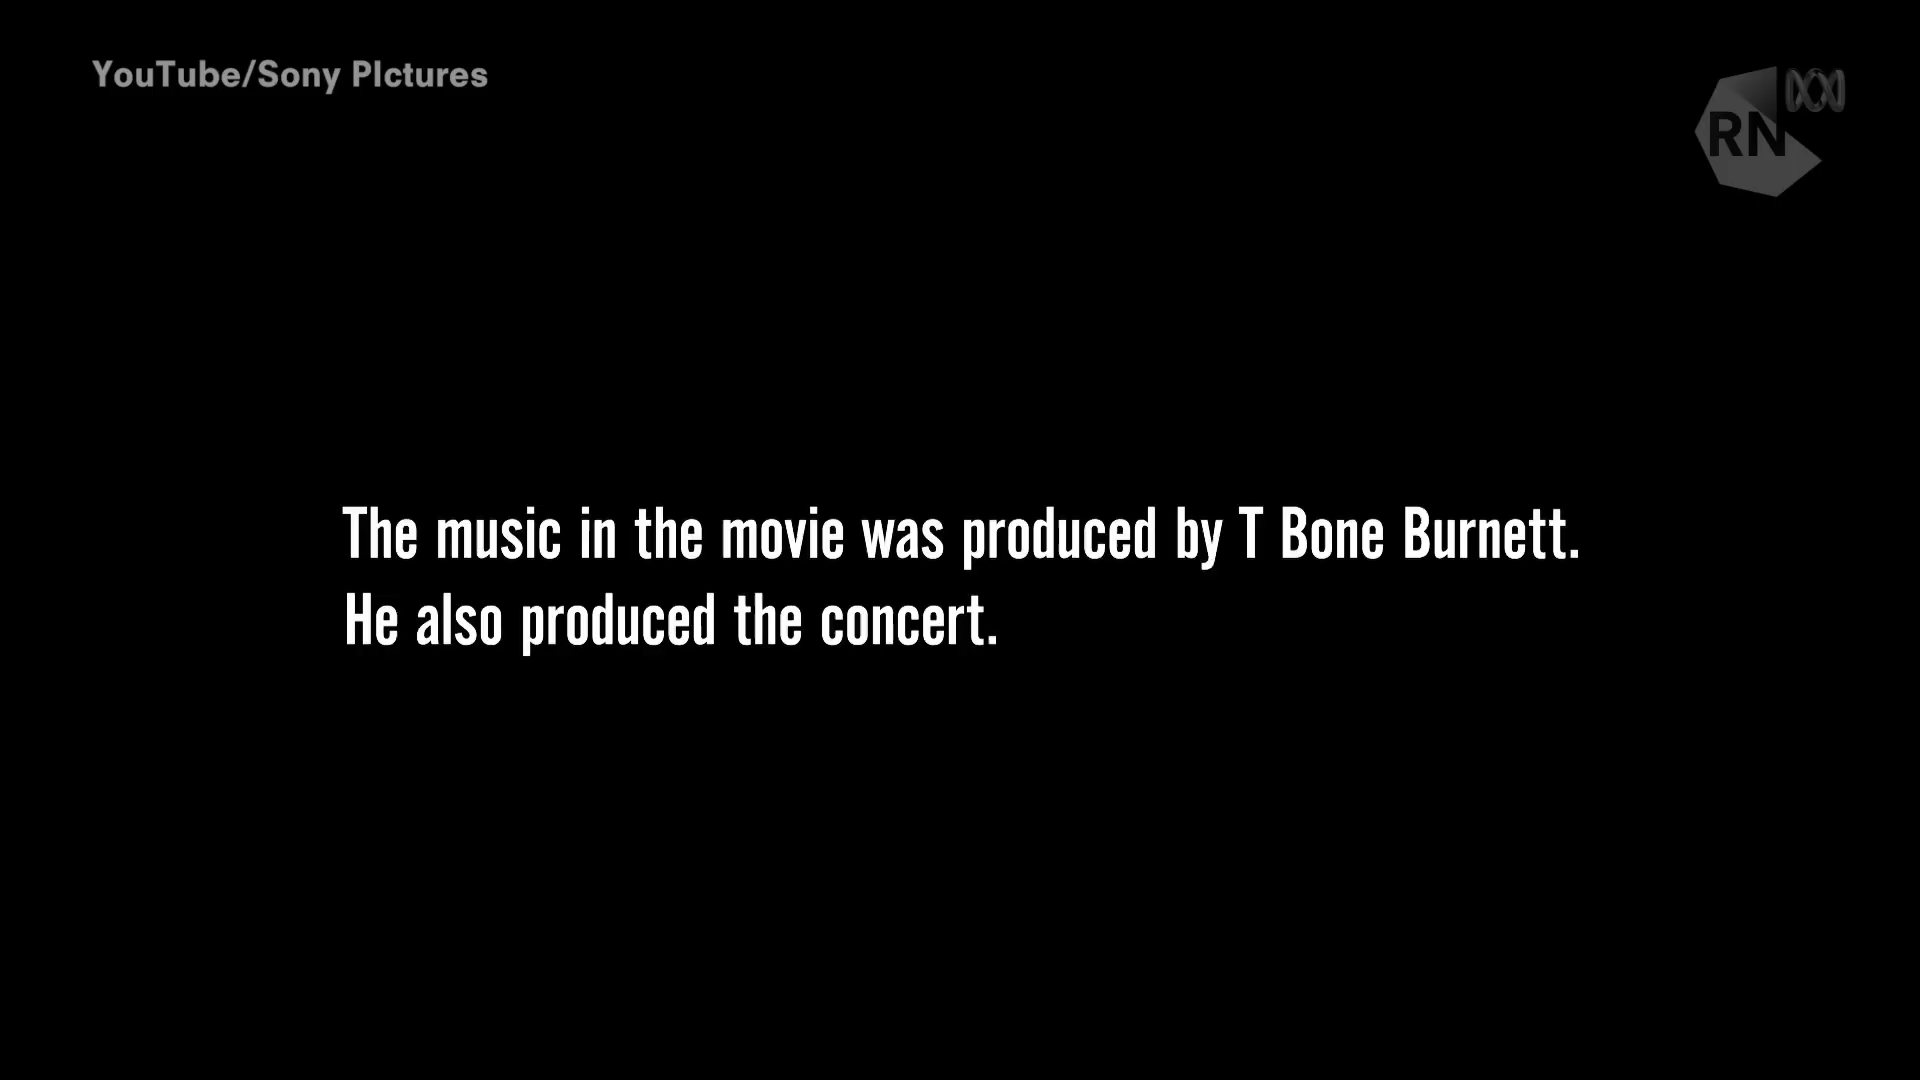 YouTube/Sony PIctures
RN
The music in the movie was produced by T Bone Burnett.
He also produced the concert.